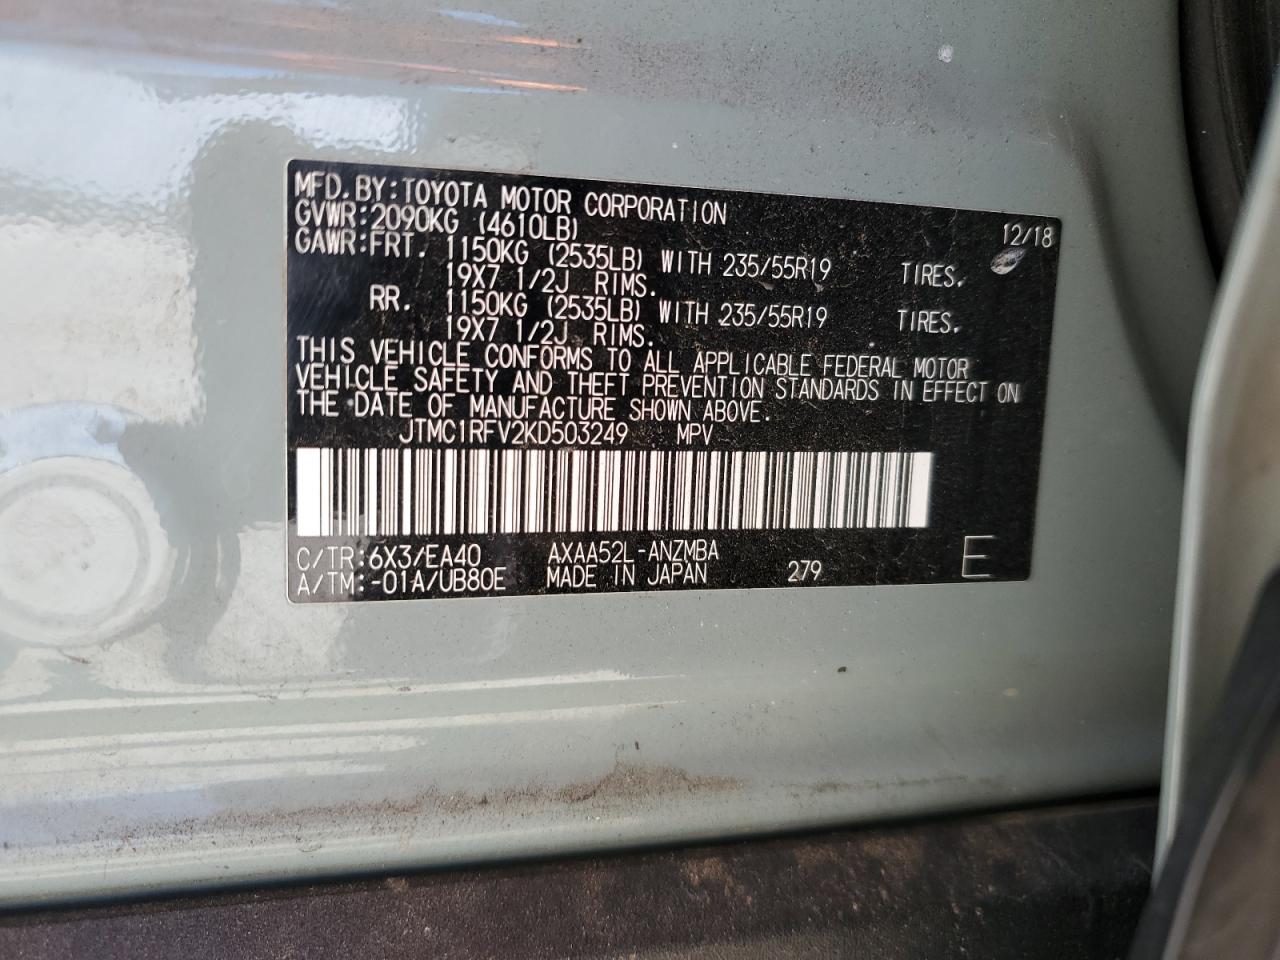 MFD. BY: TOYOTA MOTOR CORPORATION 12/18
GVWR: 2090KG (4610LB)
GAWR: FRT. 1150KG (2535LB) WITH 235/55R19 TIRES.
19X7 1/2J RIMS.
RR. 1150KG (2535LB) WITH 235/55R19 TIRES.
19X7 1/2J RIMS.
THIS VEHICLE CONFORMS TO ALL APPLICABLE FEDERAL MOTOR
VEHICLE SAFETY AND THEFT PREVENTION STANDARDS IN EFFECT ON
THE DATE OF MANUFACTURE SHOWN ABOVE.
JTMC1RFV2KD503249 MPV
C/TR: 6X3/EA40 AXAA52L-ANZMBA
A/TM: -01A/UB80E MADE IN JAPAN 279 E